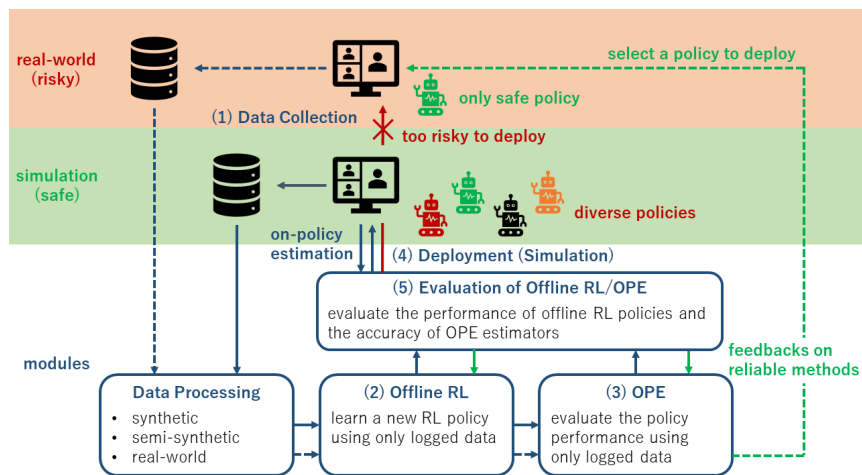 real-world
(risky)
select a policy to deploy
only safe policy
(1) Data Collection
too risky to deploy
simulation
(safe)
diverse policies
on-policy
estimation
(4) Deployment (Simulation)
(5) Evaluation of Offline RL/OPE
evaluate the performance of offline RL policies and
the accuracy of OPE estimators
feedbacks on
reliable methods
modules
Data Processing
• synthetic
• semi-synthetic
• real-world
(2) Offline RL
learn a new RL policy
using only logged data
(3) OPE
evaluate the policy
performance using
only logged data